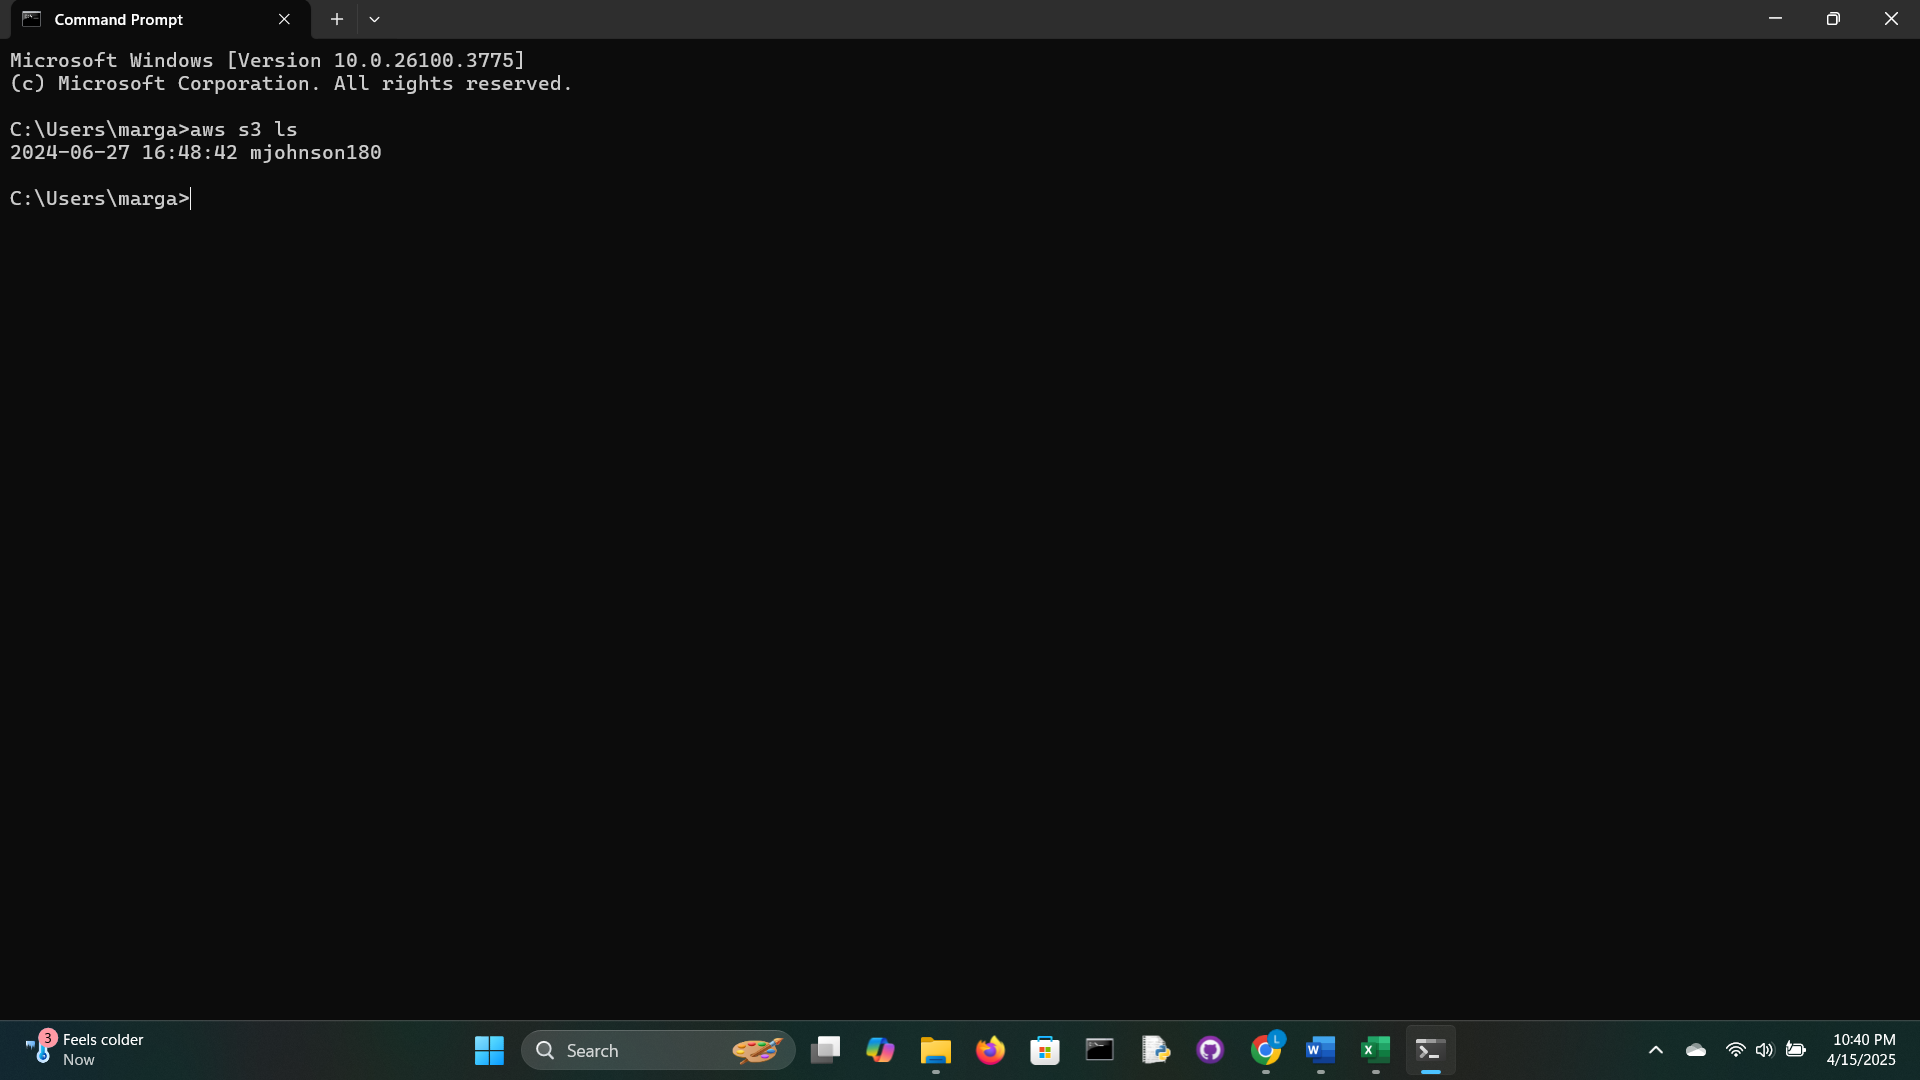 Command Prompt
Microsoft Windows [Version 10.0.26100.3775]
(c) Microsoft Corporation. All rights reserved.
C:\Users\marga>aws s3 ls
2024-06-27 16:48:42 mjohnson180
C:\Users\marga>
3
Feels colder
Now
Search
L
W
X
10:40 PM
4/15/2025